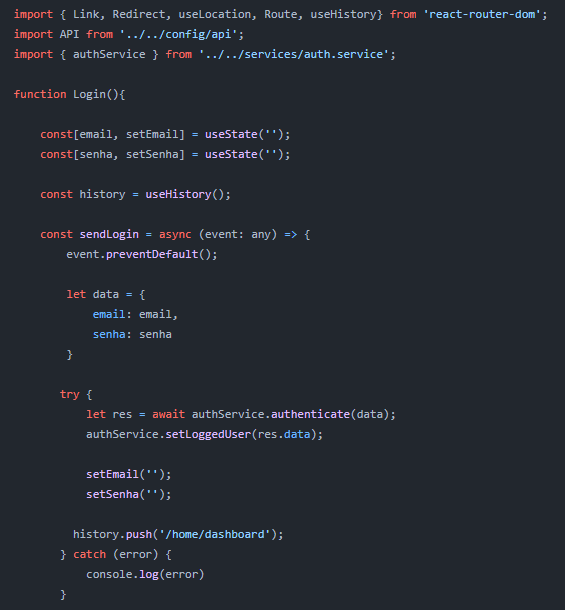 import { Link, Redirect, useLocation, Route, useHistory} from 'react-router-dom';
import API from '../../config/api';
import { authService } from '../../services/auth.service';
function Login(){
const[email, setEmail] = useState('');
const[senha, setSenha] = useState('');
const history = useHistory();
const sendLogin = async (event: any) => {
event.preventDefault();
let data = {
email: email,
senha: senha
}
try {
let res = await authService.authenticate(data);
authService.setLoggedUser(res.data);
setEmail('');
setSenha('');
history.push('/home/dashboard');
} catch (error) {
console.log(error)
}